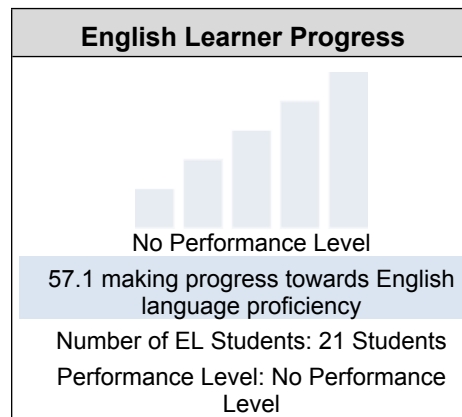 English Learner Progress
No Performance Level
57.1 making progress towards English
language proficiency
Number of EL Students: 21 Students
Performance Level: No Performance
Level